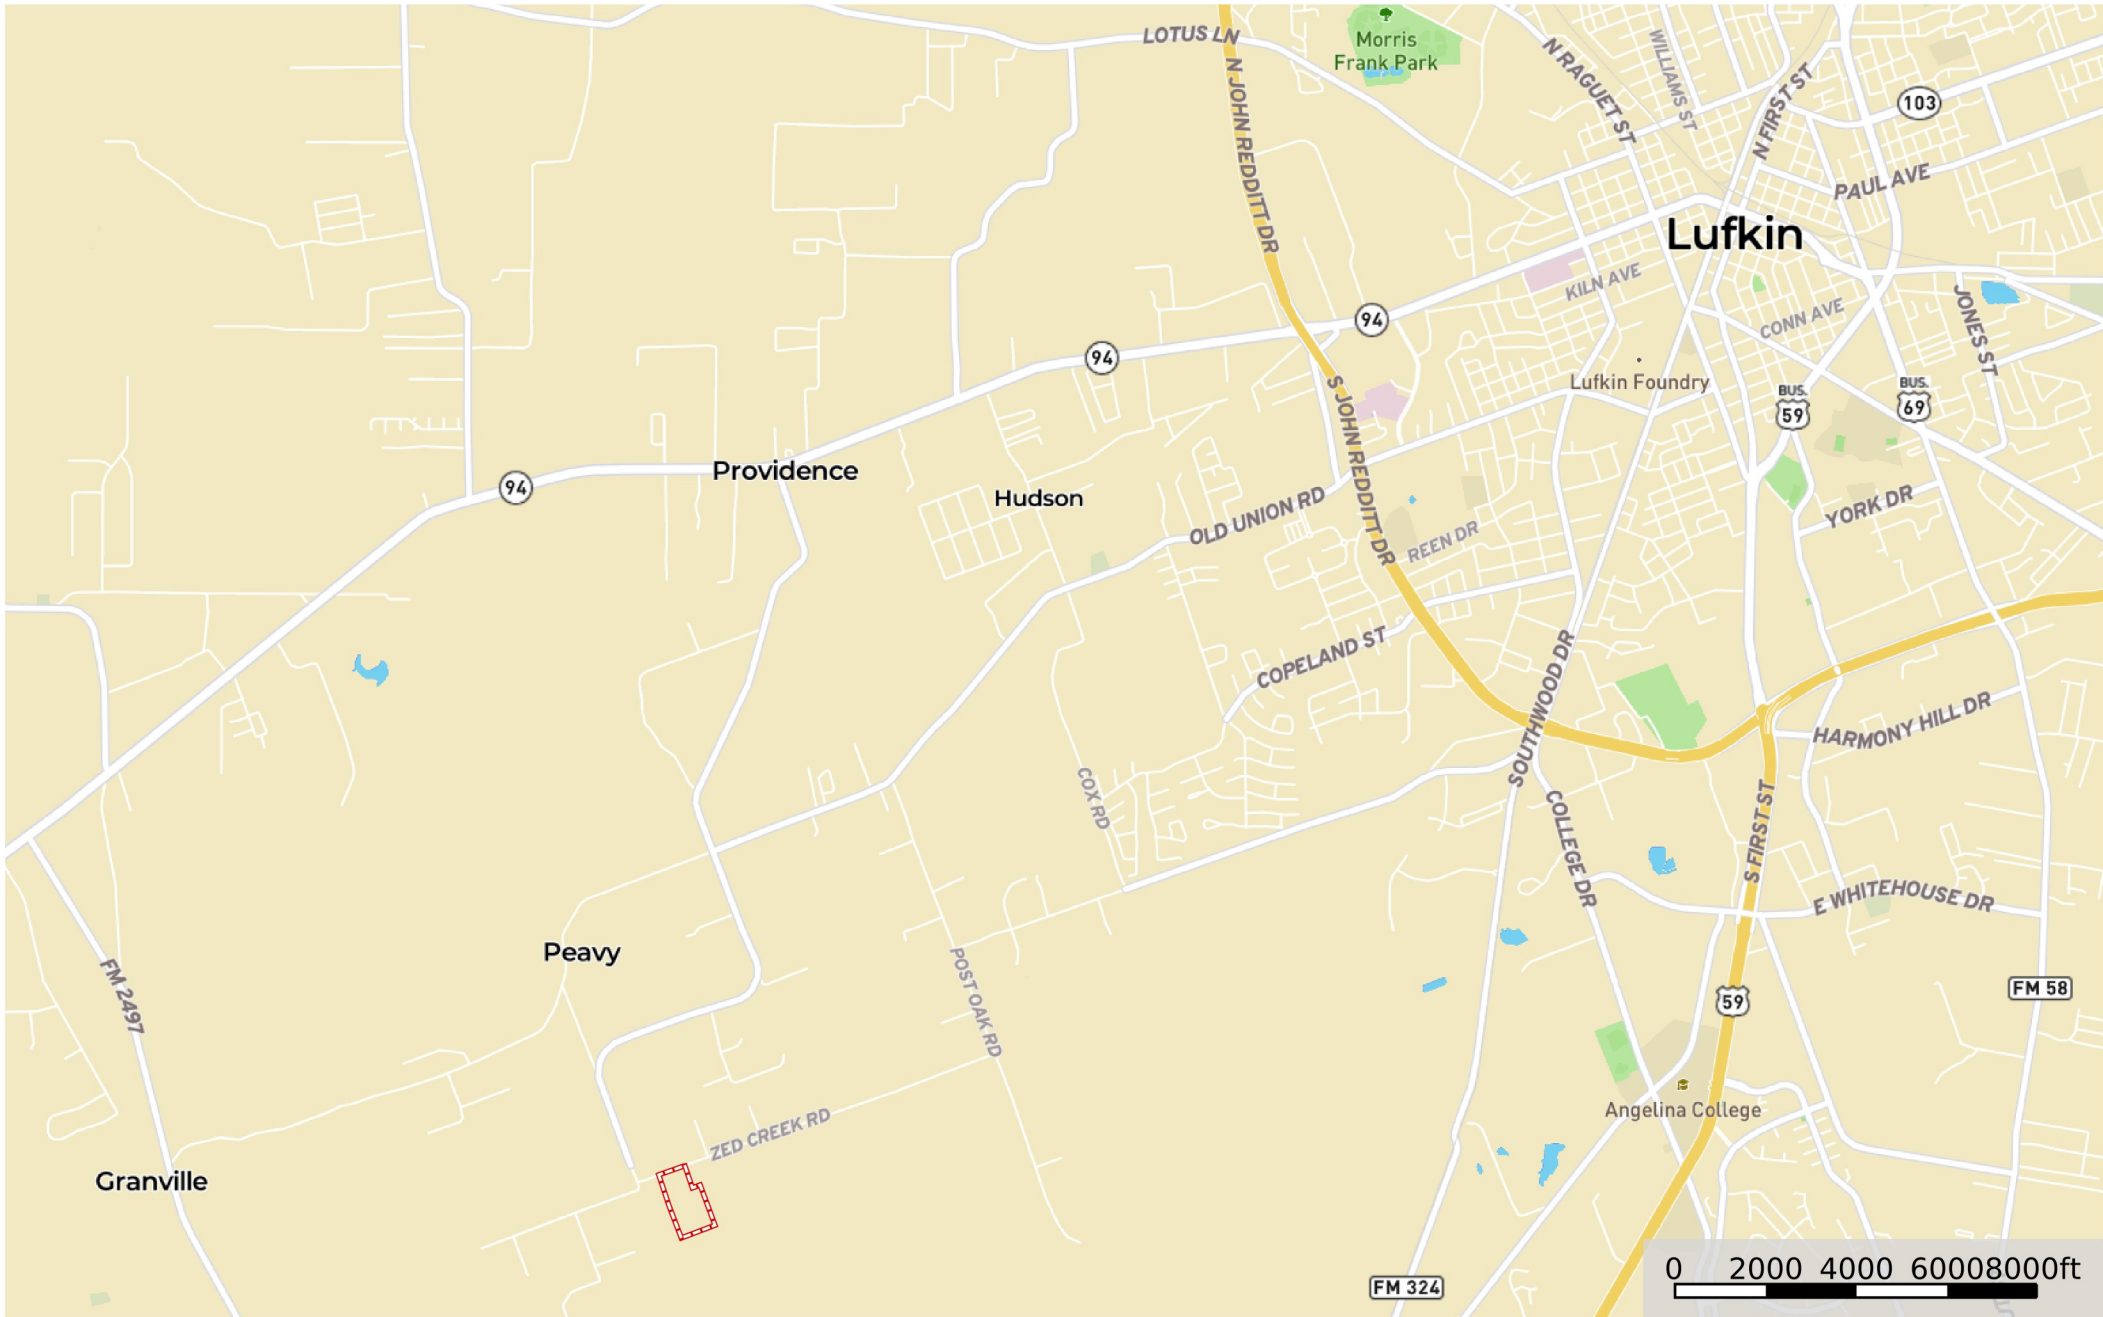 LOTUS LN
Morris
Frank Park
N RAGUET ST
WILLIAMS ST
N FIRST ST
103
N JOHN REDDITT DR
PAUL AVE
Lufkin
KILN AVE
JONES ST
CONN AVE
94
94
Lufkin Foundry
BUS.
59
BUS.
69
S JOHN REDDITT DR
Providence
94
Hudson
OLD UNION RD
YORK DR
REEN DR
COPELAND ST
SOUTHWOOD DR
HARMONY HILL DR
COX RD
COLLEGE DR
S FIRST ST
E WHITEHOUSE DR
Peavy
POST OAK RD
FM 2497
FM 58
59
Angelina College
ZED CREEK RD
Granville
FM 324
0 2000 4000 6000 8000ft